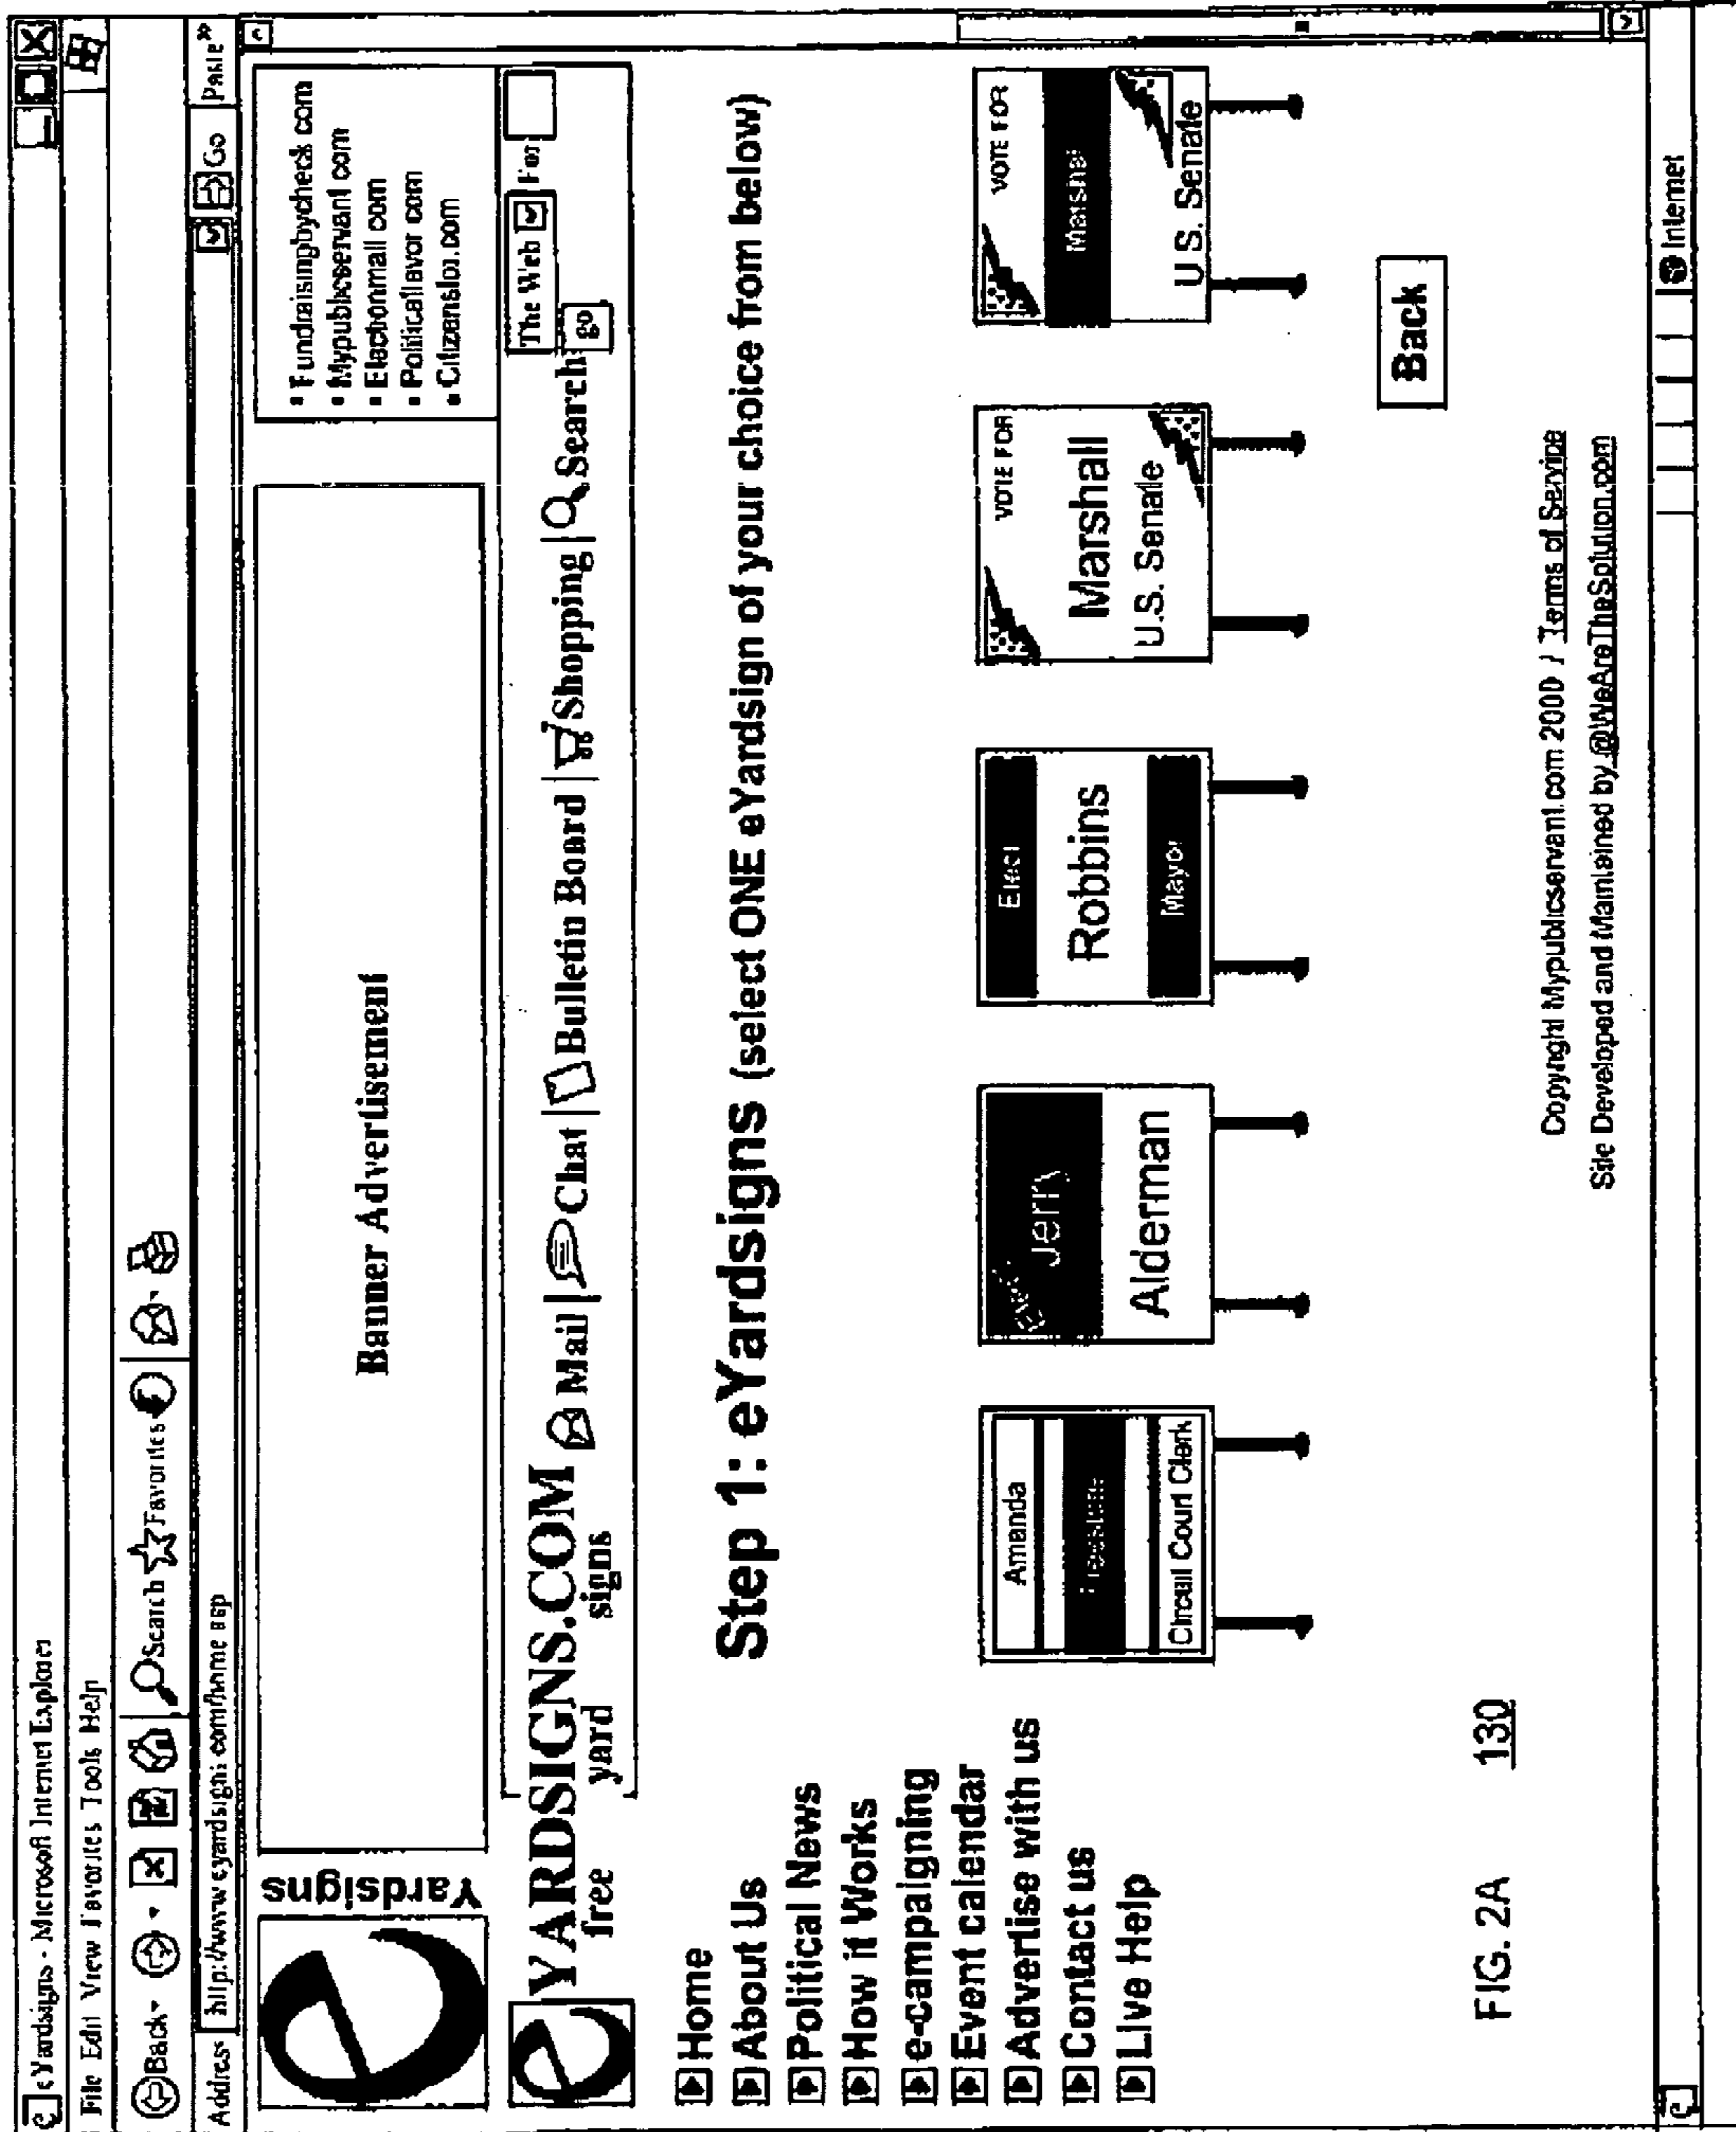 eYardsigns - Microsoft Internet Explorer
File Edit View Favorites Tools Help
Back Search Favorites
Address http://www.eyardsigns.com/home asp Go
Yardsigns
Banner Advertisement
Fundraisingbycheck com
Mypublicservant com
Electionmall com
Politicallavor com
e YARDSIGNS.COM Mail Chat Bulletin Board Shopping Search The Web For
free yard signs go
Step 1: eYardsigns (select ONE eYardsign of your choice from below)
Home
About Us
Political News
How it Works
e-campaigning
Event calendar
Advertise with us
Contact us
Live Help
Amanda
Circuit Court Clerk
Jerry
Alderman
Elect
Robbins
Mayor
VOTE FOR
Marshall
U.S. Senate
VOTE FOR
Marshal
U.S. Senate
Back
Copyright Mypublicservant.com 2000 / Terms of Service
Site Developed and Maintained by @WeAreTheSolution.com
FIG. 2A 130
Internet